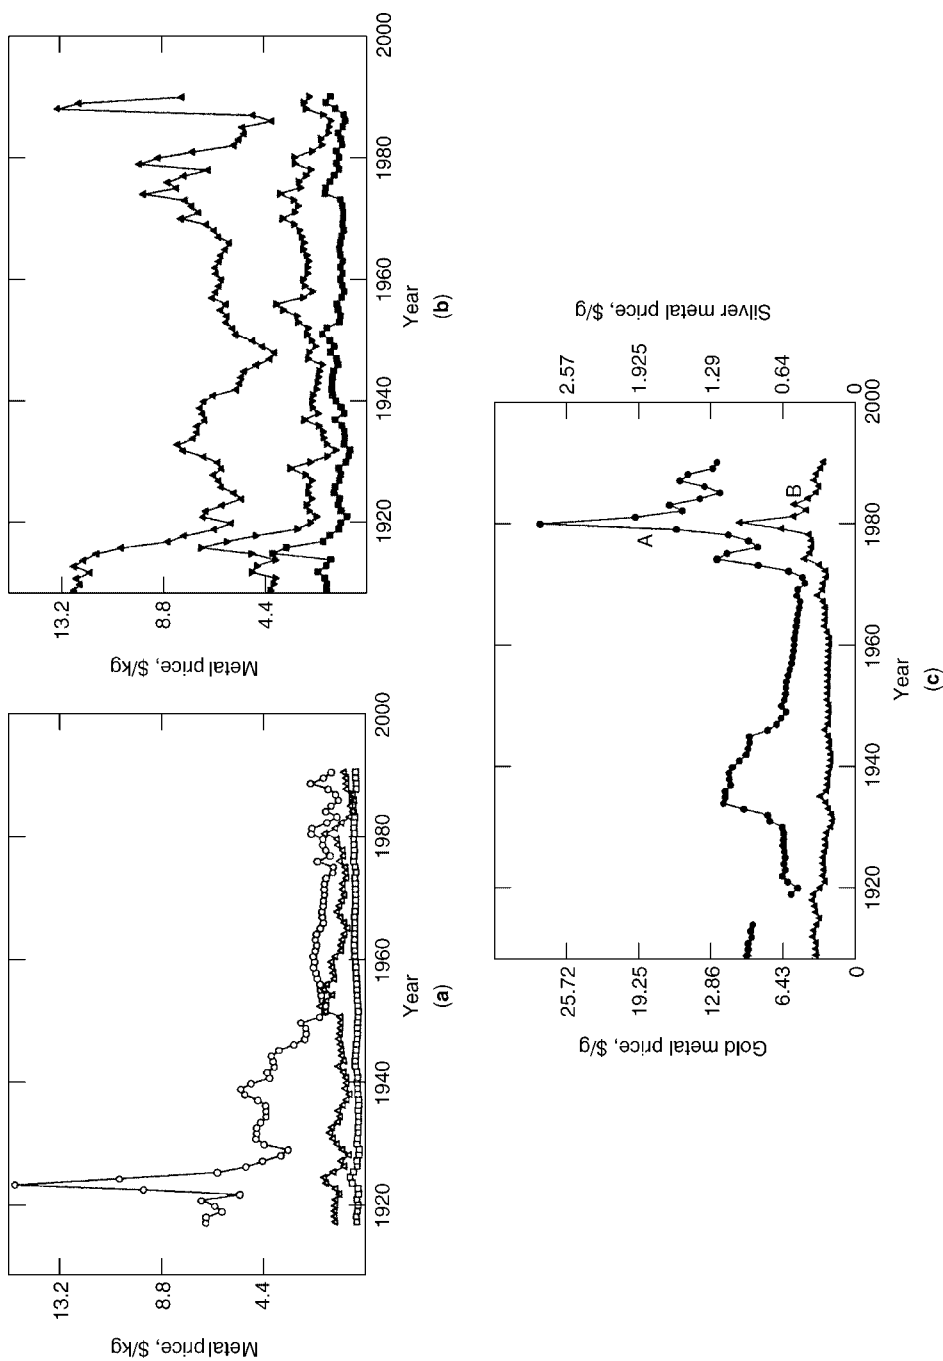 Metal price, $/kg
13.2
8.8
4.4
1920
1940
1960
1980
2000
Year
(a)
Metal price, $/kg
13.2
8.8
4.4
1920
1940
1960
1980
2000
Year
(b)
Gold metal price, $/g
25.72
19.25
12.86
6.43
0
Silver metal price, $/g
2.57
1.925
1.29
0.64
0
A
B
1920
1940
1960
1980
2000
Year
(c)